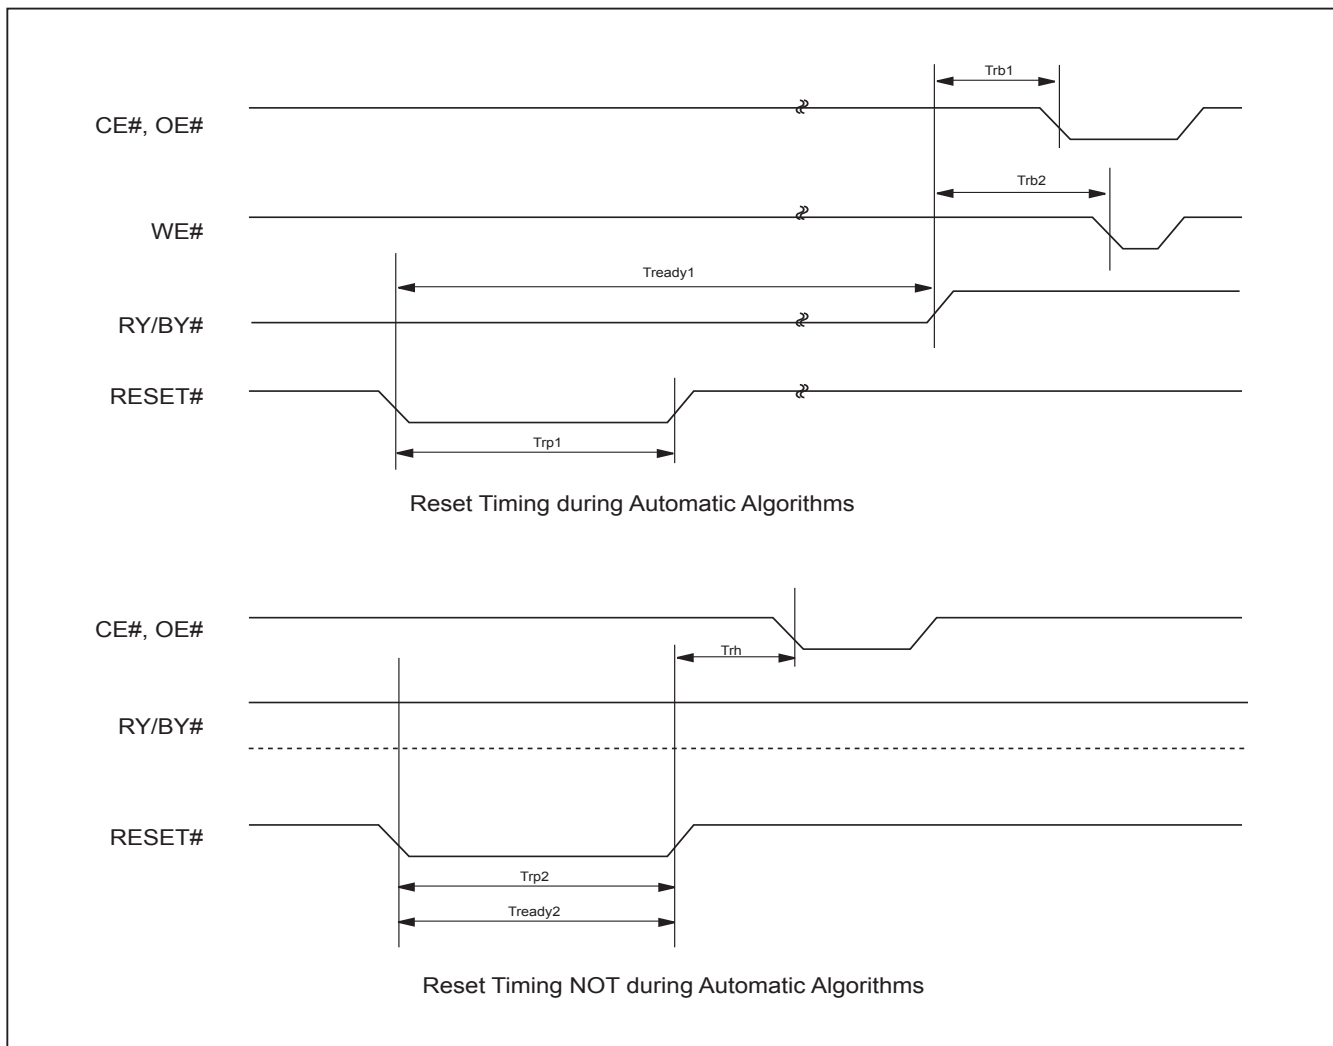 Trb1
CE#, OE#
Trb2
WE#
Tready1
RY/BY#
RESET#
Trp1
Reset Timing during Automatic Algorithms
CE#, OE#
Trh
RY/BY#
RESET#
Trp2
Tready2
Reset Timing NOT during Automatic Algorithms